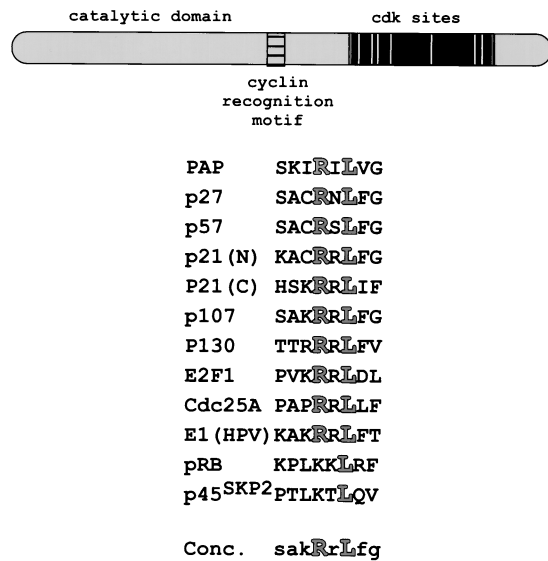 catalytic domain cdk sites
cyclin
recognition
motif
PAP SKIRILVG
p27 SACRNLFG
p57 SACRSLFG
p21(N) KACRRLFG
P21(C) HSKRRLIF
p107 SAKRRLFG
P130 TTRRRLFV
E2F1 PVKRRLDL
Cdc25A PAPRRLLF
E1(HPV) KAKRRLFT
pRB KPLKKLRF
p45SKP2 PTLKTLQV
Conc. sakRrLfg